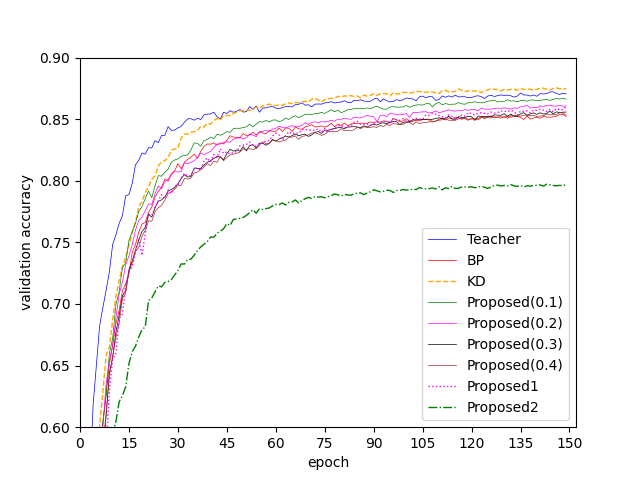 0.90
0.85
0.80
0.75
0.70
0.65
0.60
validation accuracy
0 15 30 45 60 75 90 105 120 135 150
epoch
Teacher
BP
KD
Proposed(0.1)
Proposed(0.2)
Proposed(0.3)
Proposed(0.4)
Proposed1
Proposed2